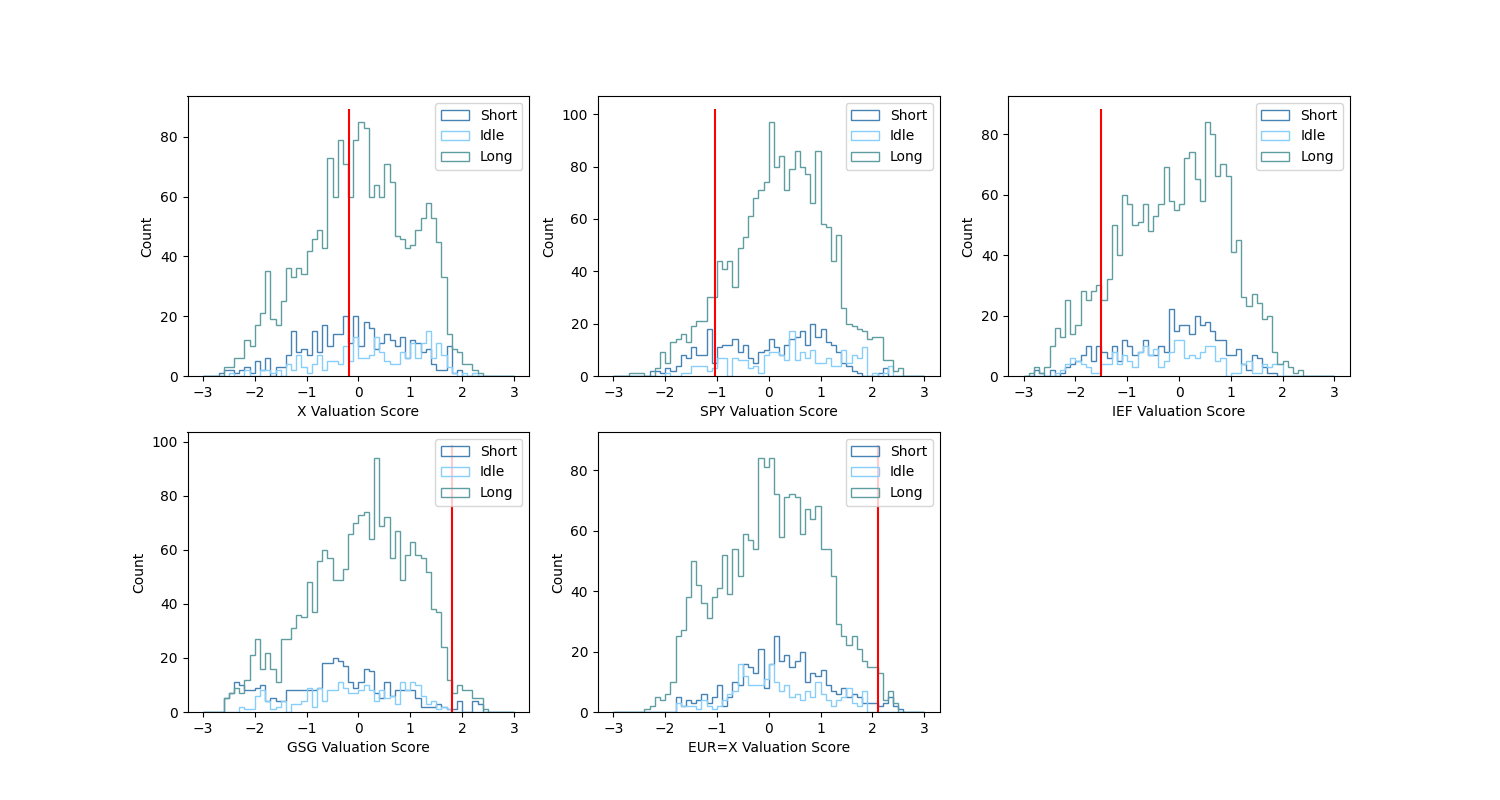 80
60
40
20
0
Count
−3 −2 −1 0 1 2 3
X Valuation Score
Short
Idle
Long
100
80
60
40
20
0
Count
−3 −2 −1 0 1 2 3
SPY Valuation Score
Short
Idle
Long
80
60
40
20
0
Count
−3 −2 −1 0 1 2 3
IEF Valuation Score
Short
Idle
Long
100
80
60
40
20
0
Count
−3 −2 −1 0 1 2 3
GSG Valuation Score
Short
Idle
Long
80
60
40
20
0
Count
−3 −2 −1 0 1 2 3
EUR=X Valuation Score
Short
Idle
Long